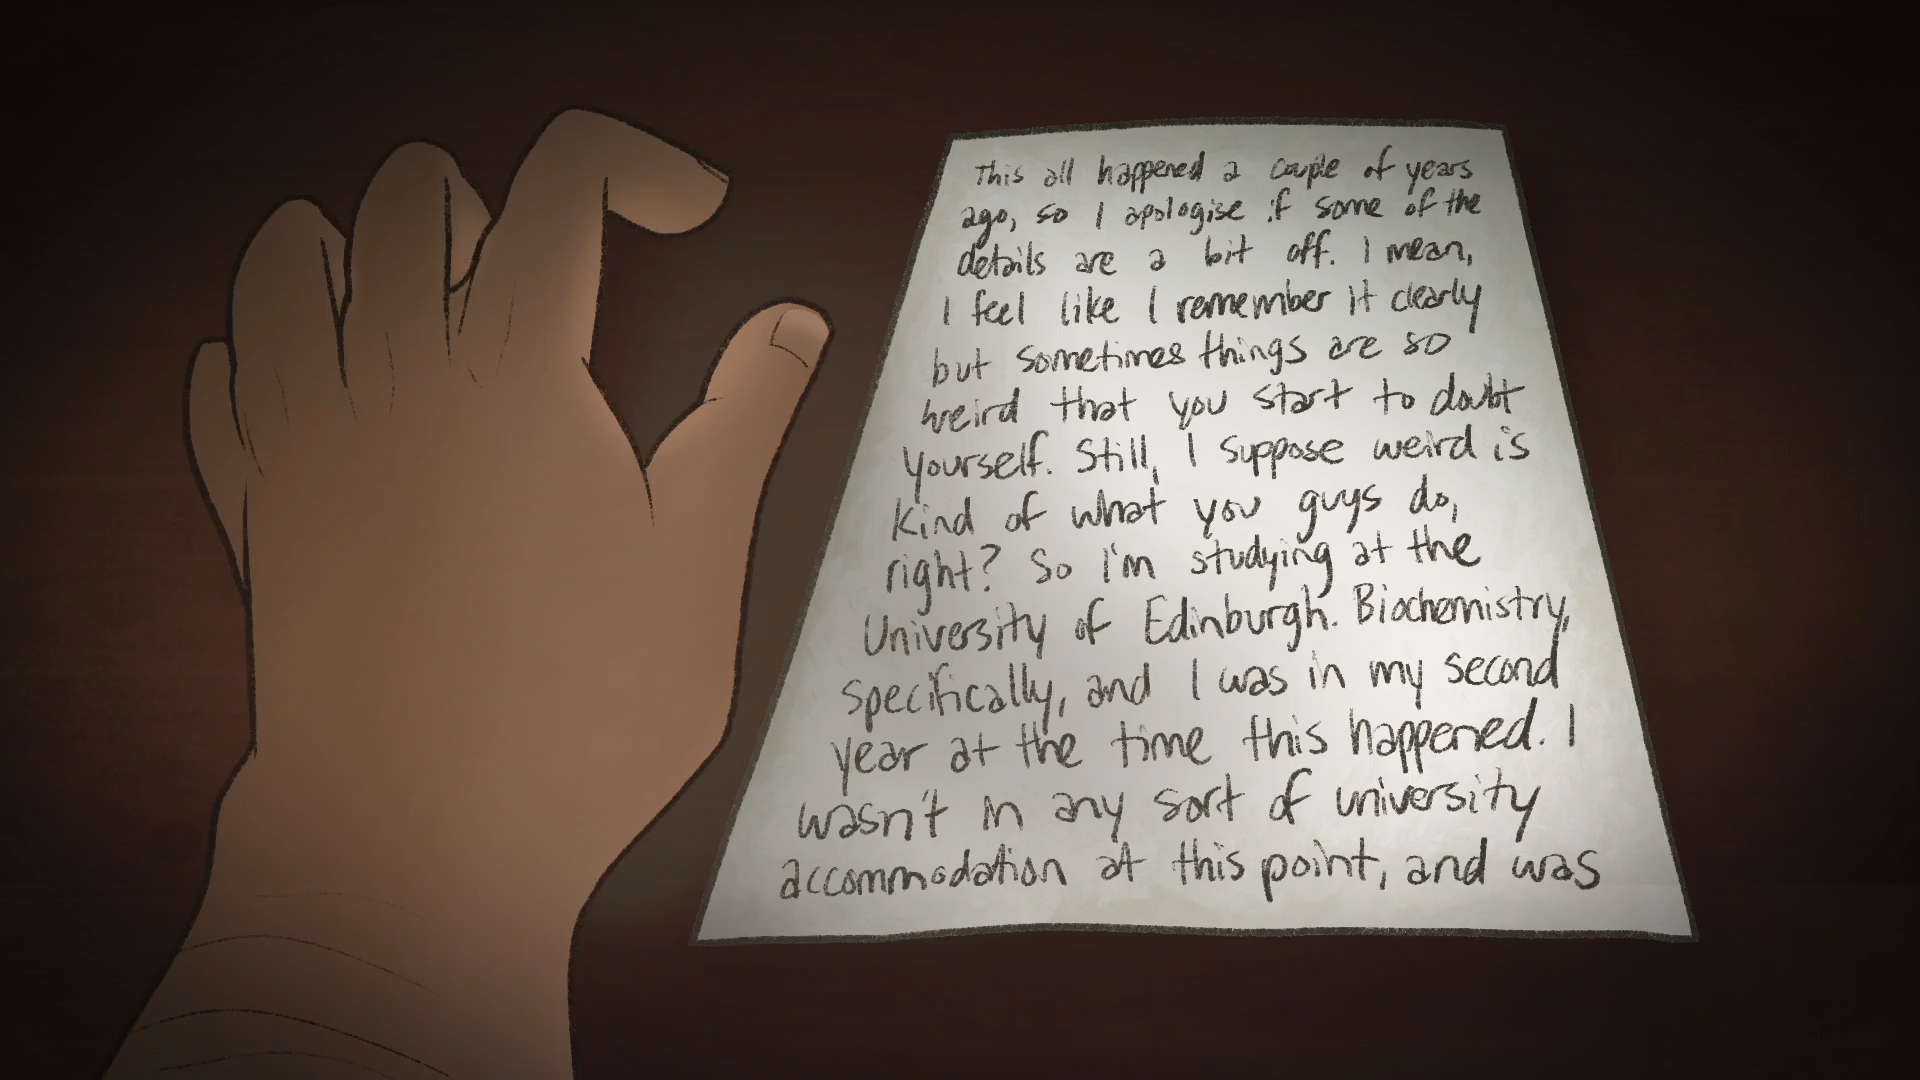 This all happened a couple of years
ago, so I apologise if some of the
details are a bit off. I mean,
I feel like I remember it clearly
but sometimes things are so
weird that you start to doubt
yourself. Still, I suppose weird is
kind of what you guys do,
right? So I'm studying at the
University of Edinburgh. Biochemistry,
specifically, and I was in my second
year at the time this happened. I
wasn't in any sort of university
accommodation at this point, and was